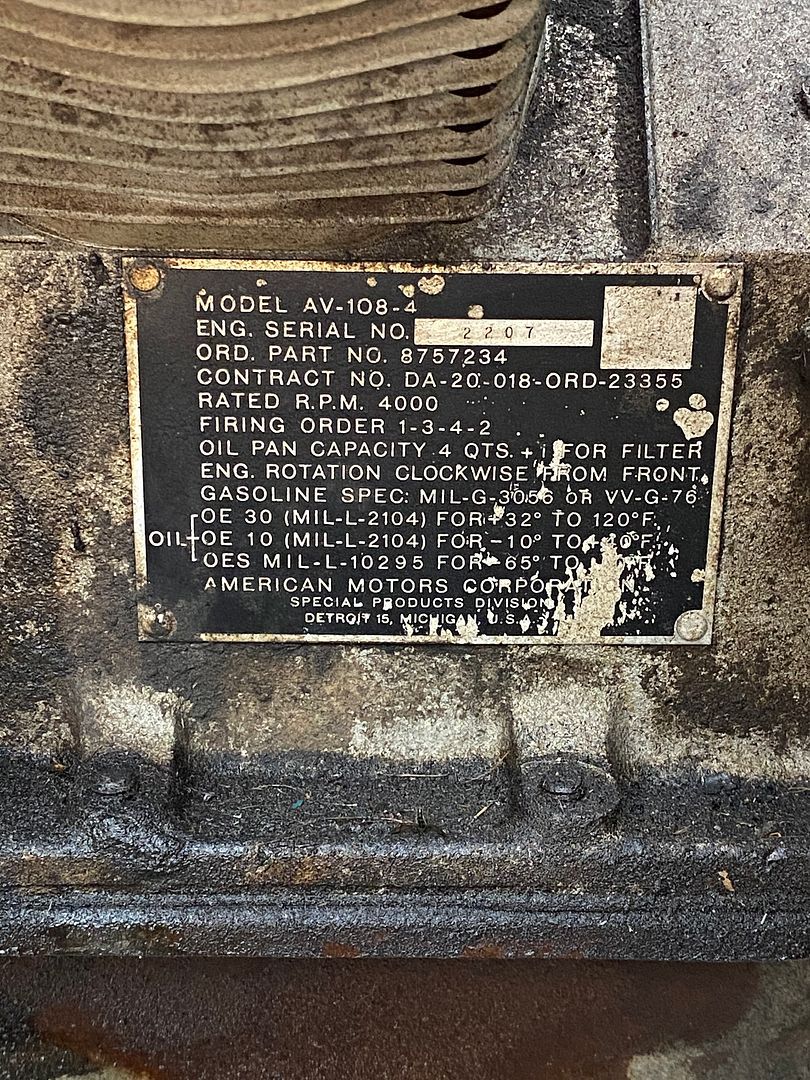 MODEL AV-108-4
ENG. SERIAL NO. 2207
ORD. PART NO. 8757234
CONTRACT NO. DA-20-018-ORD-23355
RATED R.P.M. 4000
FIRING ORDER 1-3-4-2
OIL PAN CAPACITY 4 QTS. + 1 FOR FILTER
ENG. ROTATION CLOCKWISE FROM FRONT
GASOLINE SPEC: MIL-G-3056 OR VV-G-76
OE 30 (MIL-L-2104) FOR +32° TO 120°F.
OIL OE 10 (MIL-L-2104) FOR -10° TO
OES MIL-L-10295 FOR -65° TO
AMERICAN MOTORS CORPORATION
SPECIAL PRODUCTS DIVISION
DETROIT 15, MICHIGAN, U.S.A.